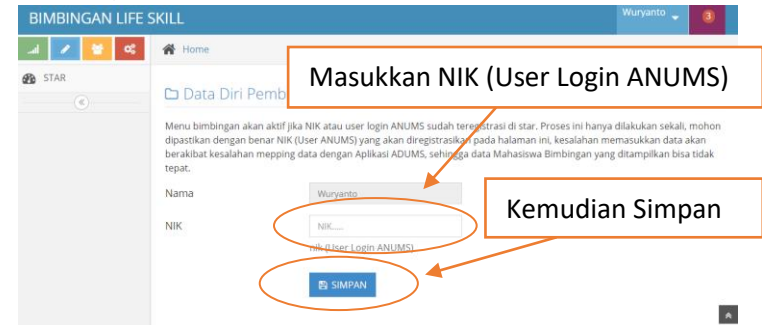 BIMBINGAN LIFE SKILL
Wuryanto
3
Home
STAR
Masukkan NIK (User Login ANUMS)
Data Diri Pemb
Menu bimbingan akan aktif jika NIK atau user login ANUMS sudah teregistrasi di star. Proses ini hanya dilakukan sekali, mohon
dipastikan dengan benar NIK (User ANUMS) yang akan diregistrasikan pada halaman ini, kesalahan memasukkan data akan
berakibat kesalahan mepping data dengan Aplikasi ADUMS, sehingga data Mahasiswa Bimbingan yang ditampilkan bisa tidak
tepat.
Nama
Wuryanto
Kemudian Simpan
NIK
NIK.....
nik (User Login ANUMS)
SIMPAN